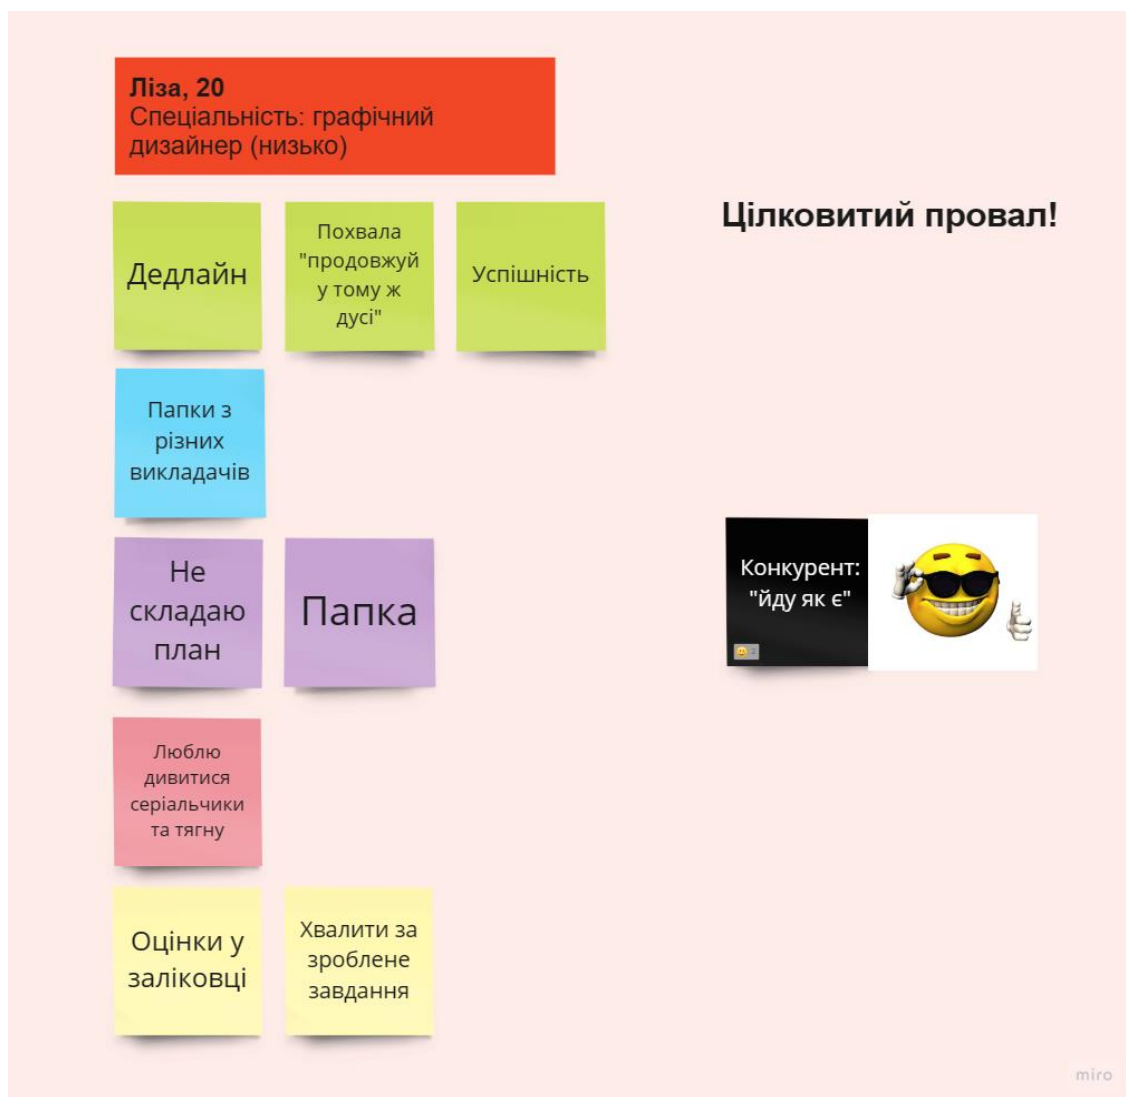 Ліза, 20
Спеціальність: графічний
дизайнер (низько)
Цілковитий провал!
Дедлайн
Похвала
"продовжуй
у тому ж
дусі"
Успішність
Папки з
різних
викладачів
Не
складаю
план
Папка
Конкурент:
"йду як є"
Люблю
дивитися
серіальчики
та тягну
Оцінки у
заліковці
Хвалити за
зроблене
завдання
miro